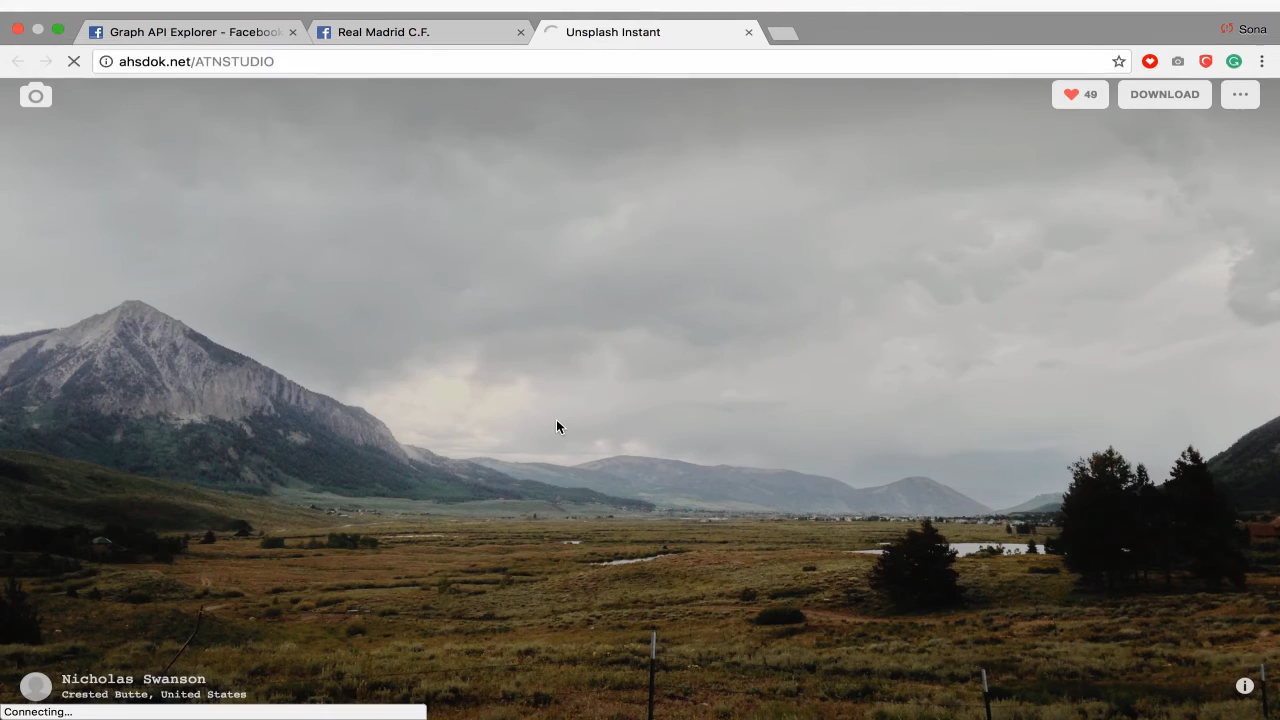 Graph API Explorer - Facebook
Real Madrid C.F.
Unsplash Instant
Sona
ahsdok.net/ATNSTUDIO
49
DOWNLOAD
Nicholas Swanson
Crested Butte, United States
Connecting...